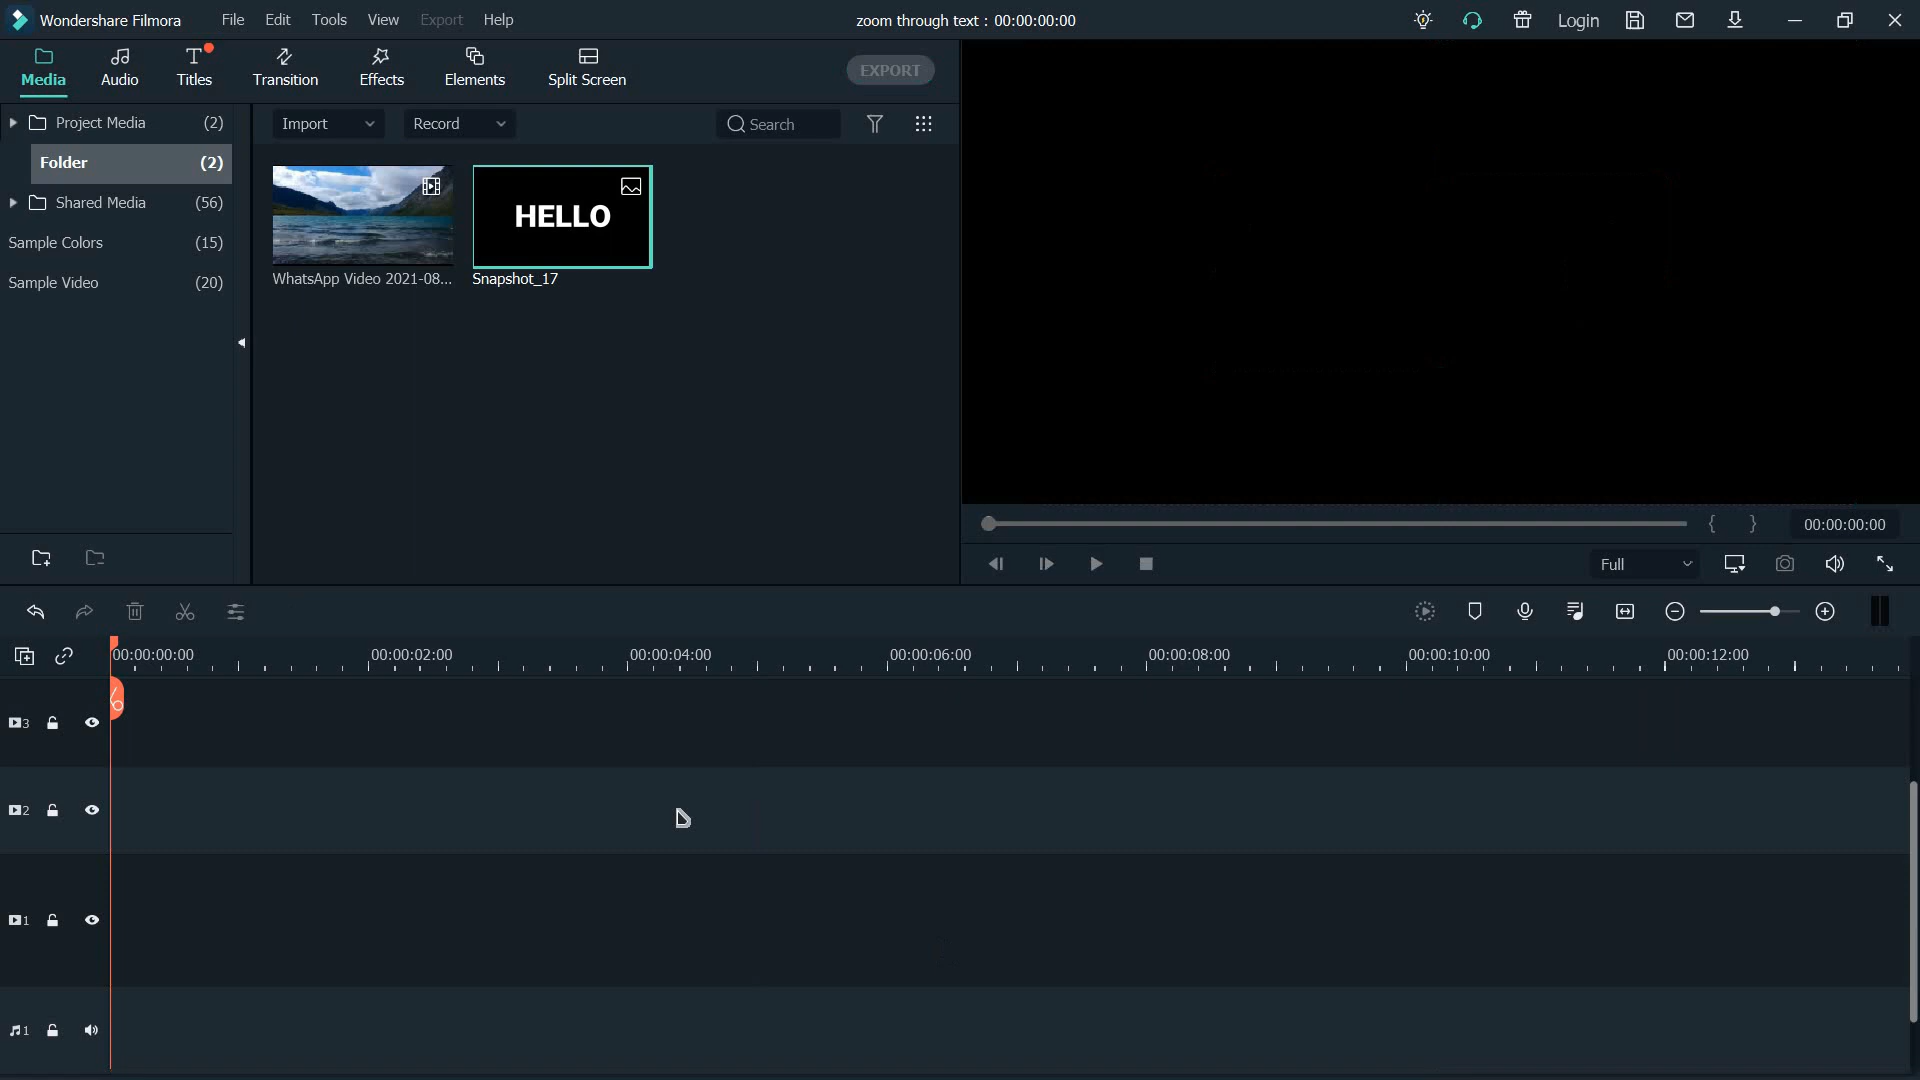 Wondershare Filmora File Edit Tools View Export Help zoom through text : 00:00:00:00 Login
Media Audio Titles Transition Effects Elements Split Screen EXPORT
Project Media (2)
Folder (2)
Shared Media (56)
Sample Colors (15)
Sample Video (20)
Import Record Search
HELLO
WhatsApp Video 2021-08... Snapshot_17
{ } 00:00:00:00
Full
00:00:00:00 00:00:02:00 00:00:04:00 00:00:06:00 00:00:08:00 00:00:10:00 00:00:12:00
3
2
1
1